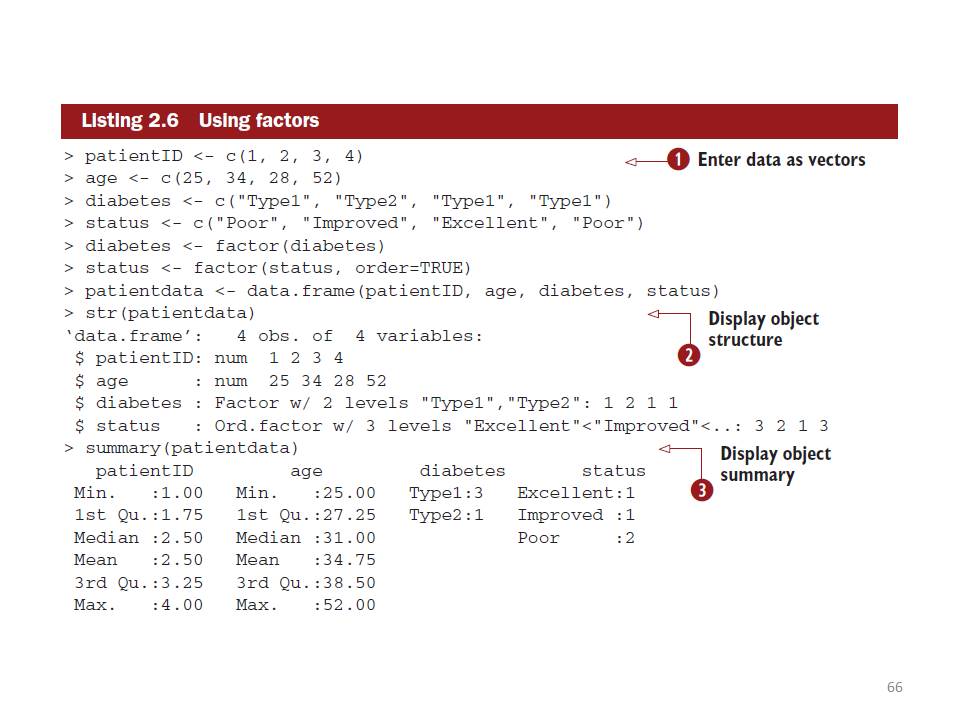 Listing 2.6 Using factors
> patientID <- c(1, 2, 3, 4)
1 Enter data as vectors
> age <- c(25, 34, 28, 52)
> diabetes <- c("Type1", "Type2", "Type1", "Type1")
> status <- c("Poor", "Improved", "Excellent", "Poor")
> diabetes <- factor(diabetes)
> status <- factor(status, order=TRUE)
> patientdata <- data.frame(patientID, age, diabetes, status)
> str(patientdata)
Display object
structure
2
‘data.frame’:   4 obs. of  4 variables:
 $ patientID: num  1 2 3 4
 $ age      : num  25 34 28 52
 $ diabetes : Factor w/ 2 levels "Type1","Type2": 1 2 1 1
 $ status   : Ord.factor w/ 3 levels "Excellent"<"Improved"<..: 3 2 1 3
> summary(patientdata)
Display object
summary
3
   patientID         age        diabetes       status
 Min.   :1.00   Min.   :25.00   Type1:3   Excellent:1
 1st Qu.:1.75   1st Qu.:27.25   Type2:1   Improved :1
 Median :2.50   Median :31.00             Poor     :2
 Mean   :2.50   Mean   :34.75
 3rd Qu.:3.25   3rd Qu.:38.50
 Max.   :4.00   Max.   :52.00
66